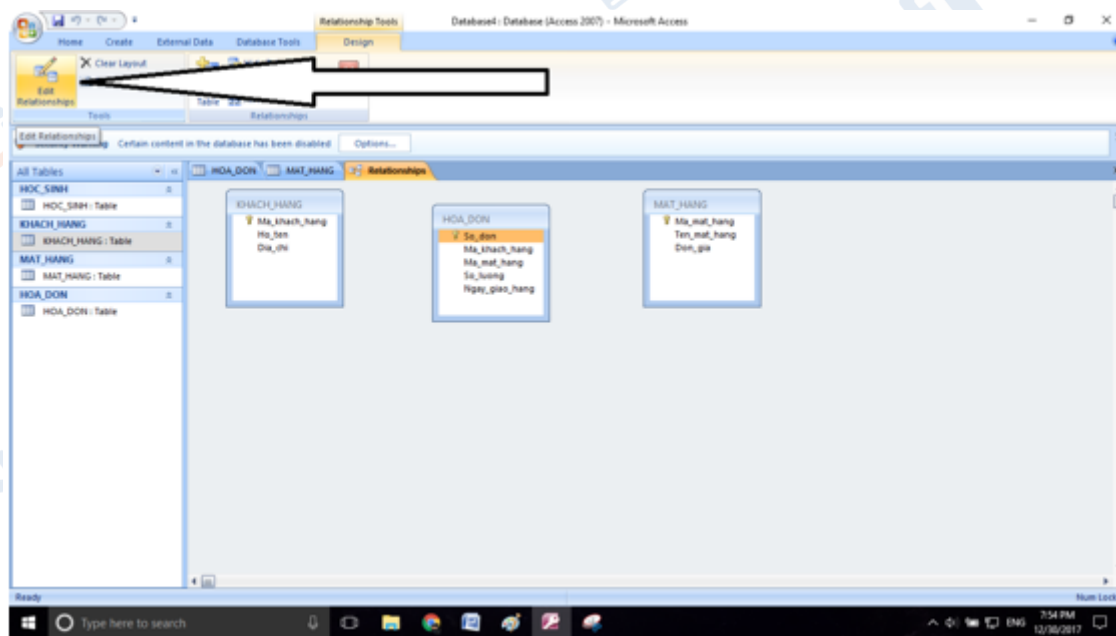 Relationship Tools
Database4 : Database (Access 2007) - Microsoft Access
Home Create External Data Database Tools Design
Clear Layout
Edit
Relationships
Table
Tools Relationships
Edit Relationships
Certain content in the database has been disabled Options...
All Tables
HOA_DON MAT_HANG Relationships
HOC_SINH
HOC_SINH : Table
KHACH_HANG
KHACH_HANG : Table
MAT_HANG
MAT_HANG : Table
HOA_DON
HOA_DON : Table
KHACH_HANG
Ma_khach_hang
Ho_ten
Dia_chi
HOA_DON
So_don
Ma_khach_hang
Ma_mat_hang
So_luong
Ngay_giao_hang
MAT_HANG
Ma_mat_hang
Ten_mat_hang
Don_gia
Ready
Num Lock
Type here to search
ENG
7:54 PM
12/30/2017